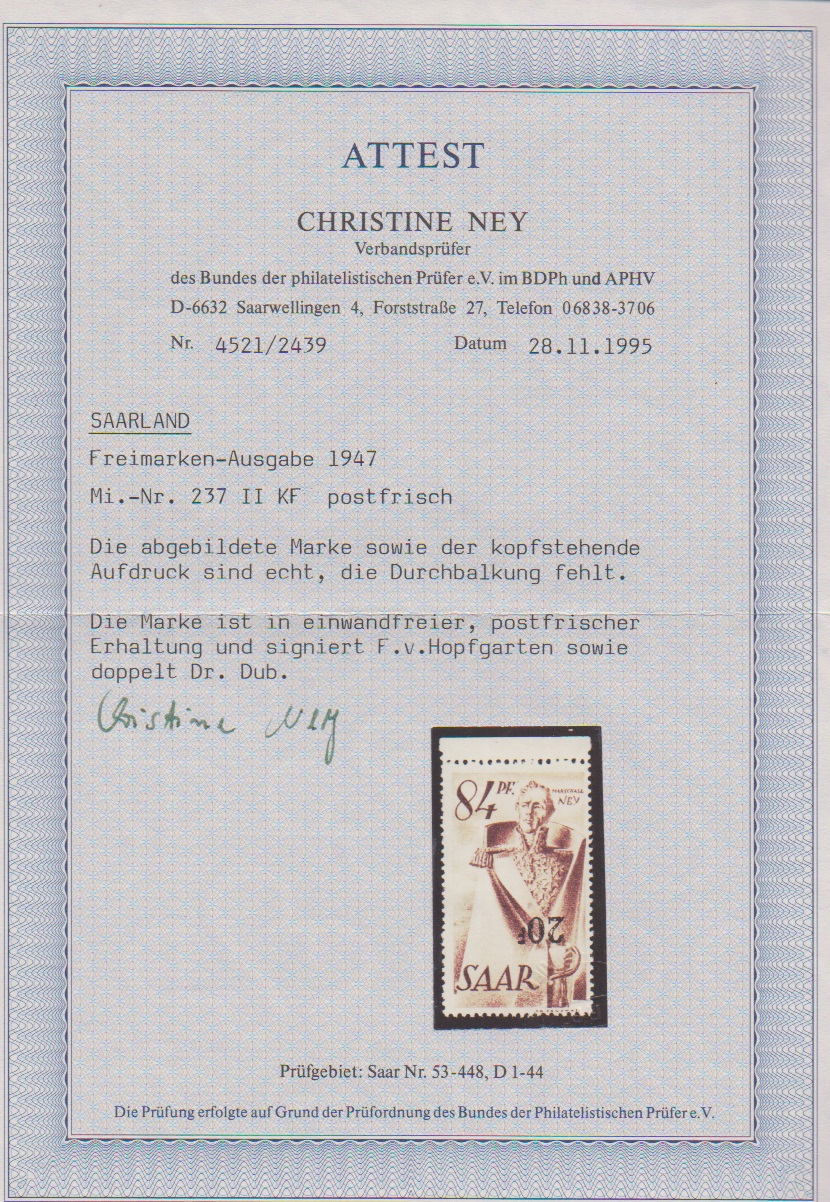 ATTEST
CHRISTINE NEY
Verbandsprüfer
des Bundes der philatelistischen Prüfer e.V. im BDPh und APHV
D-6632 Saarwellingen 4, Forststraße 27, Telefon 06838-3706
Nr. 4521/2439 Datum 28.11.1995
SAARLAND
Freimarken-Ausgabe 1947
Mi.-Nr. 237 II KF postfrisch
Die abgebildete Marke sowie der kopfstehende
Aufdruck sind echt, die Durchbalkung fehlt.
Die Marke ist in einwandfreier, postfrischer
Erhaltung und signiert F.v.Hopfgarten sowie
doppelt Dr. Dub.
Christine Ney
84 PF.
MARSCHALL
NEY
20F
SAAR
Prüfgebiet: Saar Nr. 53-448, D 1-44
Die Prüfung erfolgte auf Grund der Prüfordnung des Bundes der Philatelistischen Prüfer e.V.